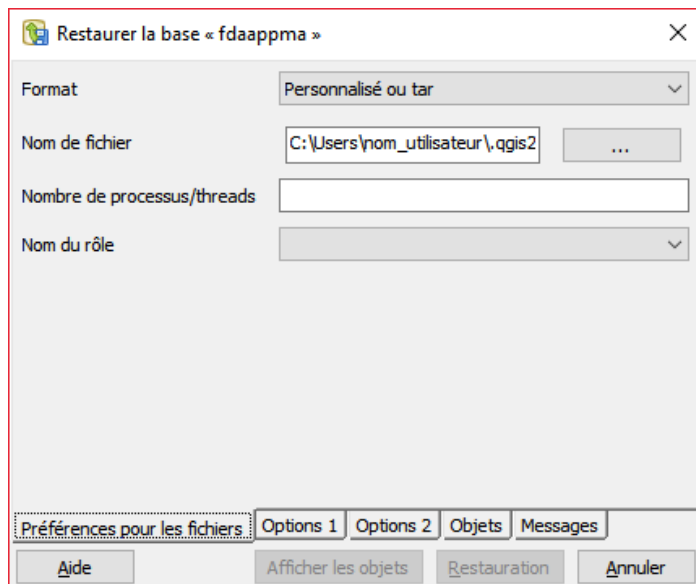 Restaurer la base « fdaappma »
Format
Personnalisé ou tar
Nom de fichier
C:\Users\nom_utilisateur\.qgis2
...
Nombre de processus/threads
Nom du rôle
Préférences pour les fichiers
Options 1
Options 2
Objets
Messages
Aide
Afficher les objets
Restauration
Annuler